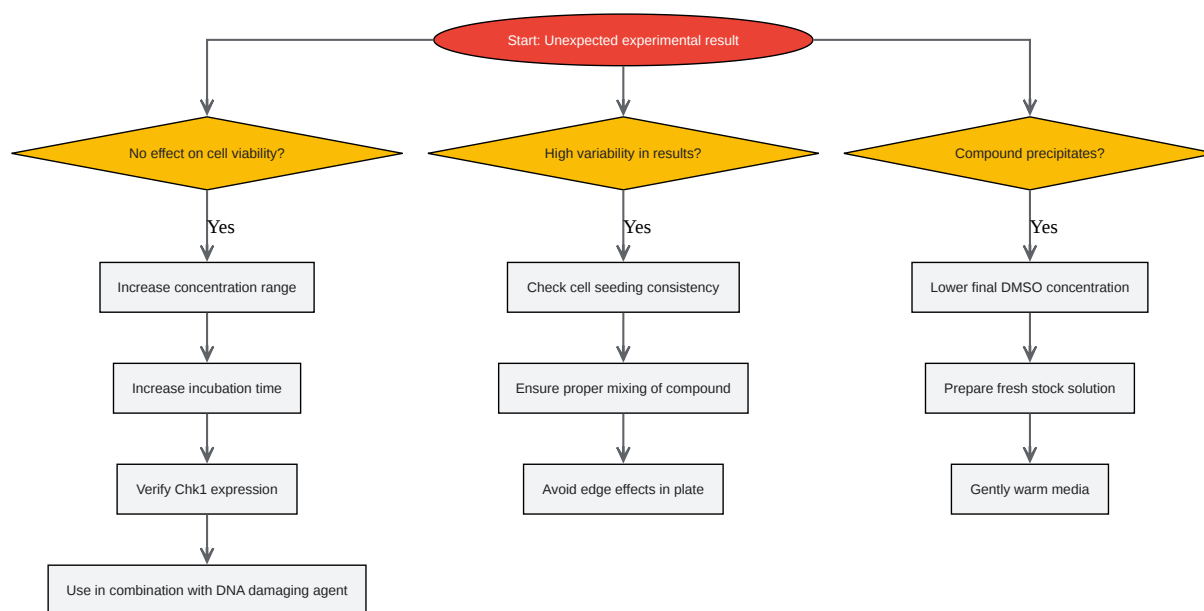 Start: Unexpected experimental result
No effect on cell viability?
High variability in results?
Compound precipitates?
Yes
Yes
Yes
Increase concentration range
Check cell seeding consistency
Lower final DMSO concentration
Increase incubation time
Ensure proper mixing of compound
Prepare fresh stock solution
Verify Chk1 expression
Avoid edge effects in plate
Gently warm media
Use in combination with DNA damaging agent